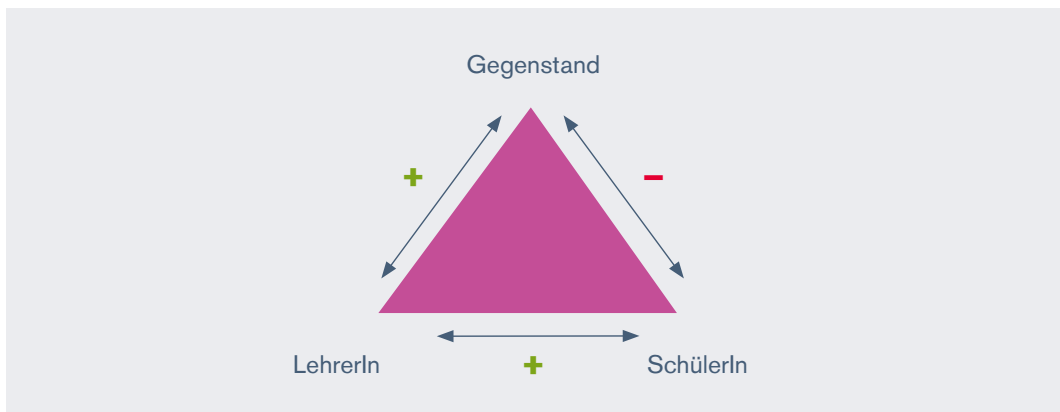 Gegenstand
+
−
LehrerIn
+
SchülerIn